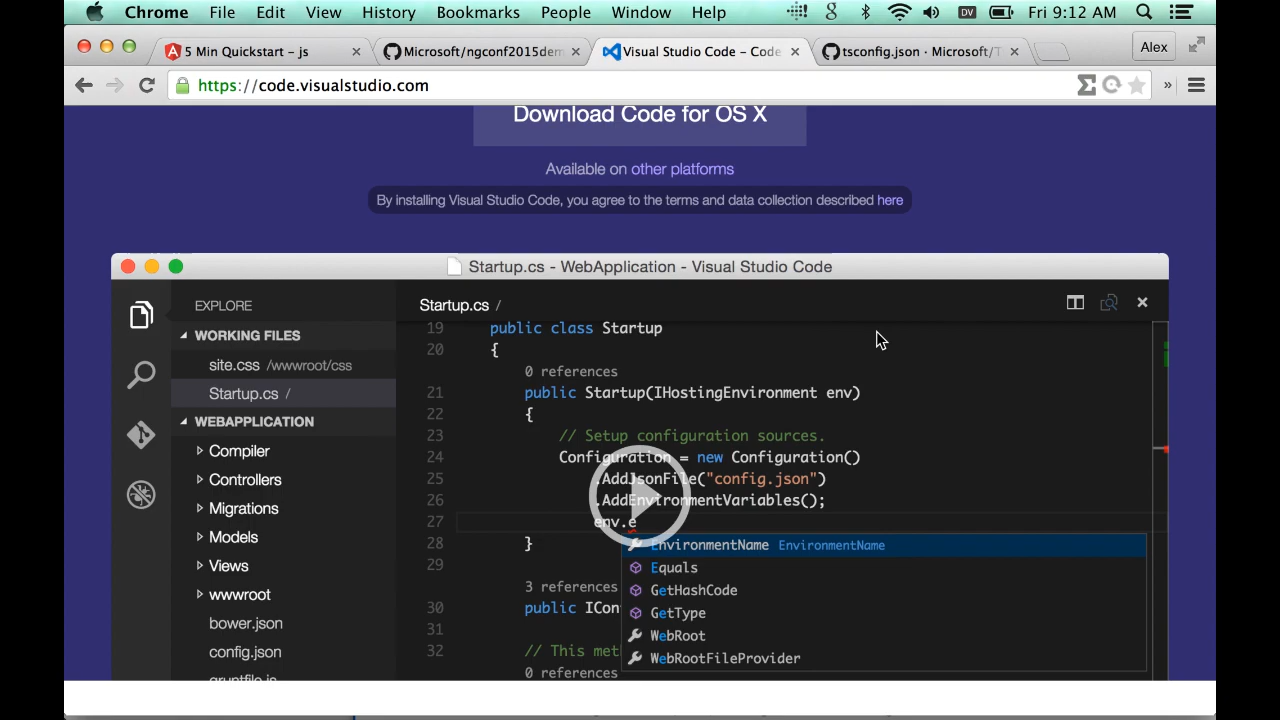 Chrome File Edit View History Bookmarks People Window Help DV Fri 9:12 AM
5 Min Quickstart - js
Microsoft/ngconf2015dem
Visual Studio Code - Code
tsconfig.json · Microsoft/T
Alex
https://code.visualstudio.com
Download Code for OS X
Available on other platforms
By installing Visual Studio Code, you agree to the terms and data collection described here
Startup.cs - WebApplication - Visual Studio Code
EXPLORE
WORKING FILES
site.css /wwwroot/css
Startup.cs /
WEBAPPLICATION
Compiler
Controllers
Migrations
Models
Views
wwwroot
bower.json
config.json
gruntfile.js
Startup.cs /
19 public class Startup
20 {
0 references
21 public Startup(IHostingEnvironment env)
22 {
23 // Setup configuration sources.
24 Configuration = new Configuration()
25 .AddJsonFile("config.json")
26 .AddEnvironmentVariables();
27 env.e
28 }
29
3 references
30 public ICon
31
32 // This met
0 references
EnvironmentName EnvironmentName
Equals
GetHashCode
GetType
WebRoot
WebRootFileProvider